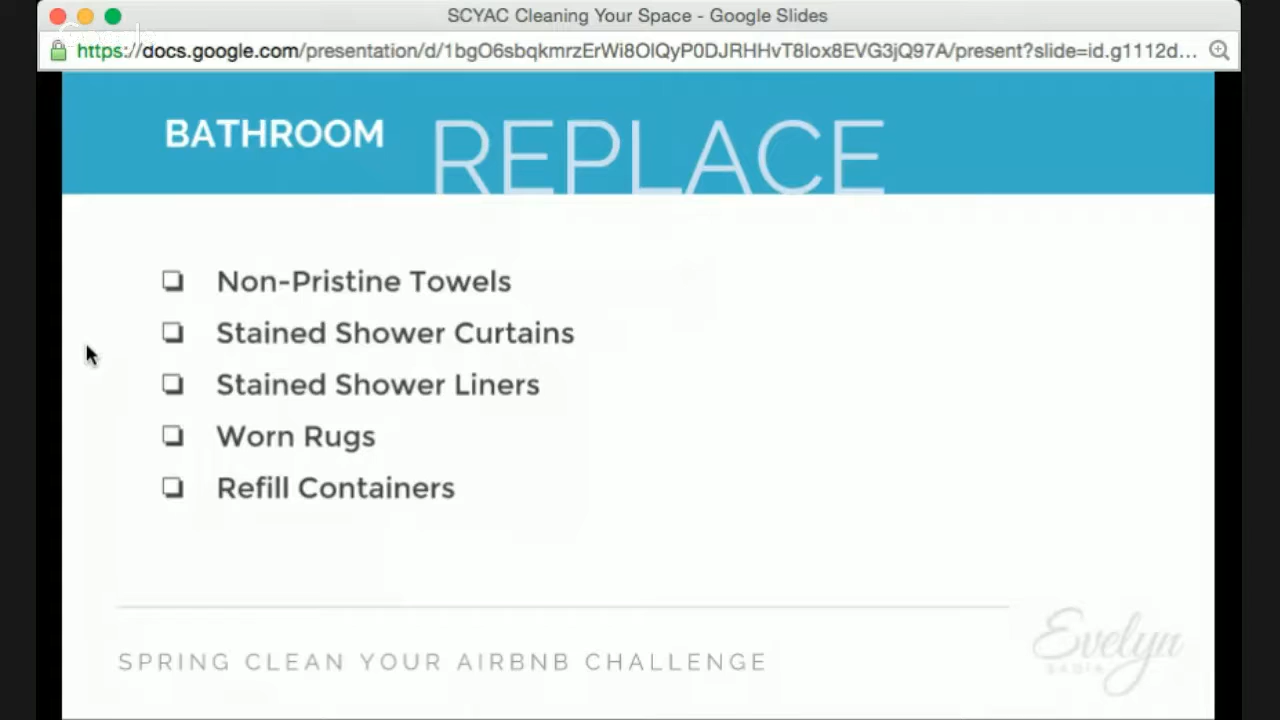 SCYAC Cleaning Your Space - Google Slides
https://docs.google.com/presentation/d/1bgO6sbqkmrzErWi8OlQyP0DJRHHvT8Iox8EVG3jQ97A/present?slide=id.g1112d...
BATHROOM REPLACE
❏ Non-Pristine Towels
❏ Stained Shower Curtains
❏ Stained Shower Liners
❏ Worn Rugs
❏ Refill Containers
SPRING CLEAN YOUR AIRBNB CHALLENGE
Evelyn